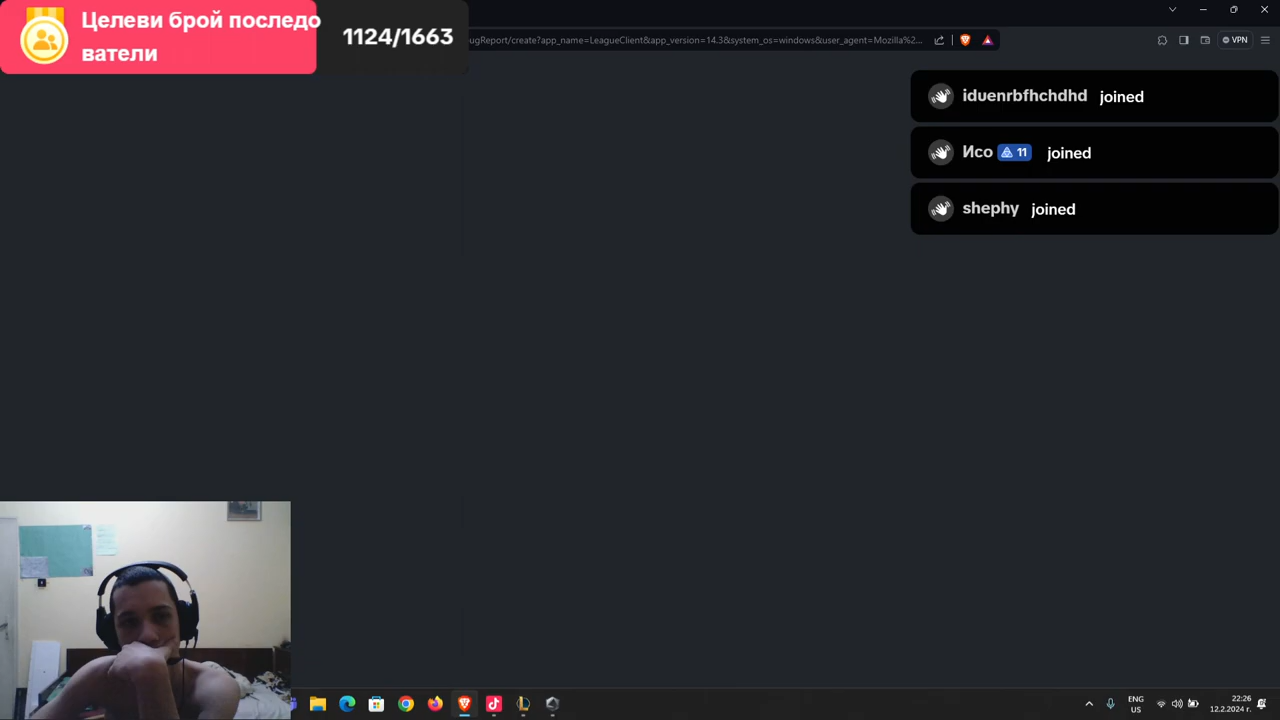 Целеви брой последо
ватели
1124/1663
ugReport/create?app_name=LeagueClient&app_version=14.3&system_os=windows&user_agent=Mozilla%2...
VPN
iduenrbfhchdhd joined
Исо 11 joined
shephy joined
ENG
US
22:26
12.2.2024 г.